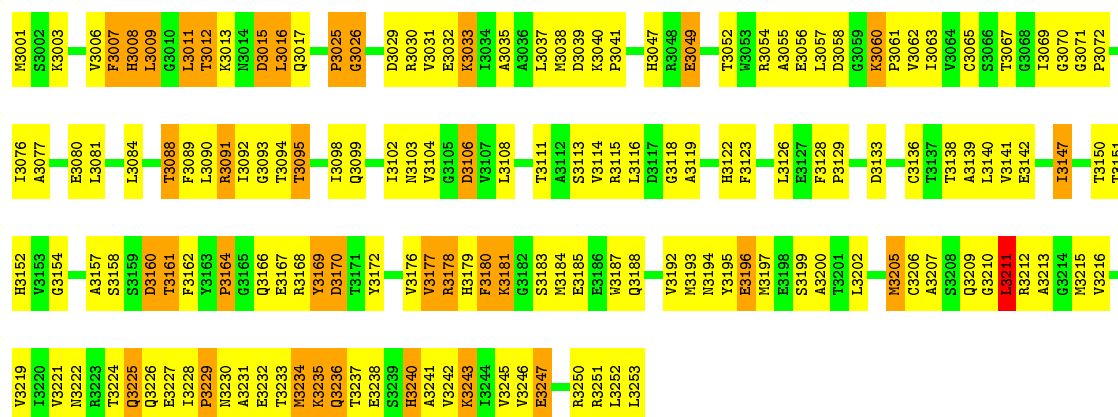 M3001 S3002 K3003 V3006 F3007 H3008 L3009 G3010 L3011 T3012 K3013 N3014 D3015 L3016 Q3017 P3025 G3026 D3029 R3030 V3031 E3032 K3033 I3034 A3035 A3036 L3037 M3038 D3039 K3040 P3041 H3047 R3048 E3049 T3052 W3053 R3054 A3055 E3056 L3057 D3058 G3059 K3060 P3061 V3062 I3063 V3064 C3065 S3066 T3067 G3068 I3069 G3070 G3071 P3072
I3076 A3077 E3080 L3081 L3084 T3088 F3089 L3090 R3091 I3092 G3093 T3094 T3095 I3098 Q3099 I3102 N3103 V3104 G3105 D3106 V3107 L3108 T3111 A3112 S3113 V3114 R3115 L3116 D3117 G3118 A3119 H3122 F3123 L3126 E3127 F3128 P3129 D3133 C3136 T3137 T3138 A3139 L3140 V3141 E3142 I3147 T3150 T3151
H3152 V3153 G3154 A3157 S3158 S3159 D3160 T3161 F3162 Y3163 P3164 G3165 Q3166 E3167 R3168 Y3169 D3170 T3171 Y3172 V3176 V3177 R3178 H3179 F3180 K3181 G3182 S3183 M3184 E3185 E3186 W3187 Q3188 V3192 M3193 N3194 Y3195 E3196 M3197 E3198 S3199 A3200 T3201 L3202 M3205 C3206 A3207 S3208 Q3209 G3210 L3211 R3212 A3213 G3214 M3215 V3216
V3219 I3220 V3221 N3222 R3223 T3224 Q3225 Q3226 E3227 I3228 P3229 N3230 A3231 E3232 T3233 M3234 K3235 Q3236 T3237 E3238 S3239 H3240 A3241 V3242 K3243 I3244 V3245 V3246 E3247 R3250 R3251 L3252 L3253